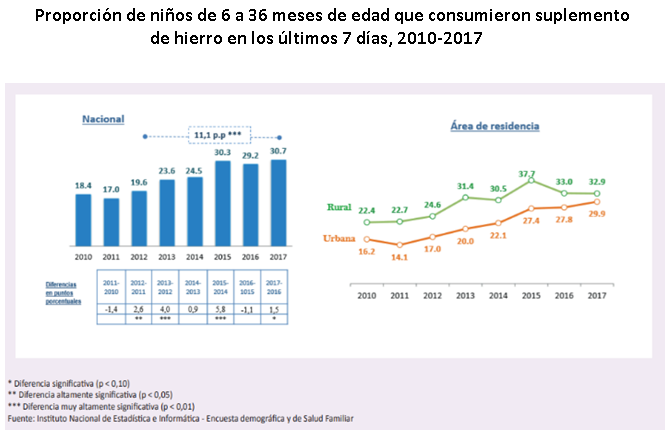 Proporción de niños de 6 a 36 meses de edad que consumieron suplemento
de hierro en los últimos 7 días, 2010-2017
Nacional
11,1 p.p ***
18.4 17.0 19.6 23.6 24.5 30.3 29.2 30.7
2010 2011 2012 2013 2014 2015 2016 2017
Diferencias en puntos porcentuales
2011-2010 2012-2011 2013-2012 2014-2013 2015-2014 2016-2015 2017-2016
-1,4 2,6 4,0 0,9 5,8 -1,1 1,5
** *** *** *
Área de residencia
Rural 22.4 22.7 24.6 31.4 30.5 37.7 33.0 32.9
Urbana 16.2 14.1 17.0 20.0 22.1 27.4 27.8 29.9
2010 2011 2012 2013 2014 2015 2016 2017
* Diferencia significativa (p < 0,10)
** Diferencia altamente significativa (p < 0,05)
*** Diferencia muy altamente significativa (p < 0,01)
Fuente: Instituto Nacional de Estadística e Informática - Encuesta demográfica y de Salud Familiar